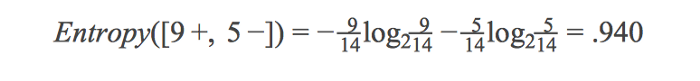 Entropy([9 +, 5 −]) = −9/14 log₂ 9/14 − 5/14 log₂ 5/14 = .940